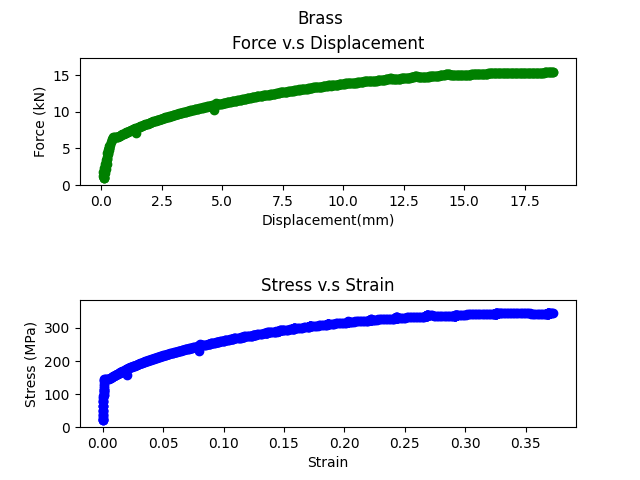 Brass
Force v.s Displacement
Force (kN)
15
10
5
0
0.0 2.5 5.0 7.5 10.0 12.5 15.0 17.5
Displacement(mm)
Stress v.s Strain
Stress (MPa)
300
200
100
0
0.00 0.05 0.10 0.15 0.20 0.25 0.30 0.35
Strain